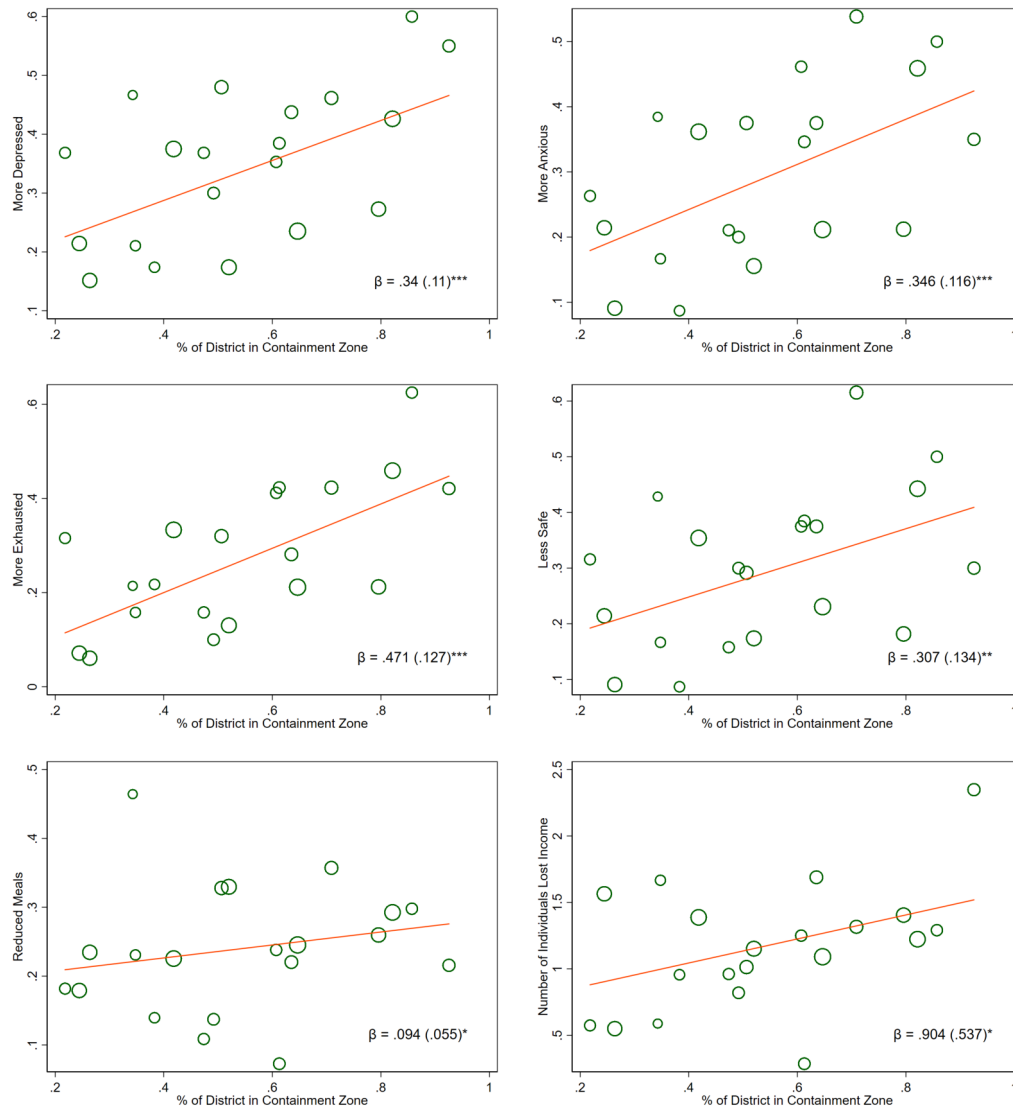 More Depressed
.6
.5
.4
.3
.2
.1
β = .34 (.11)***
.2 .4 .6 .8 1
% of District in Containment Zone
More Anxious
.5
.4
.3
.2
.1
β = .346 (.116)***
.2 .4 .6 .8 1
% of District in Containment Zone
More Exhausted
.6
.4
.2
0
β = .471 (.127)***
.2 .4 .6 .8 1
% of District in Containment Zone
Less Safe
.6
.5
.4
.3
.2
.1
β = .307 (.134)**
.2 .4 .6 .8 1
% of District in Containment Zone
Reduced Meals
.5
.4
.3
.2
.1
β = .094 (.055)*
.2 .4 .6 .8 1
% of District in Containment Zone
Number of Individuals Lost Income
2.5
2
1.5
1
.5
β = .904 (.537)*
.2 .4 .6 .8 1
% of District in Containment Zone